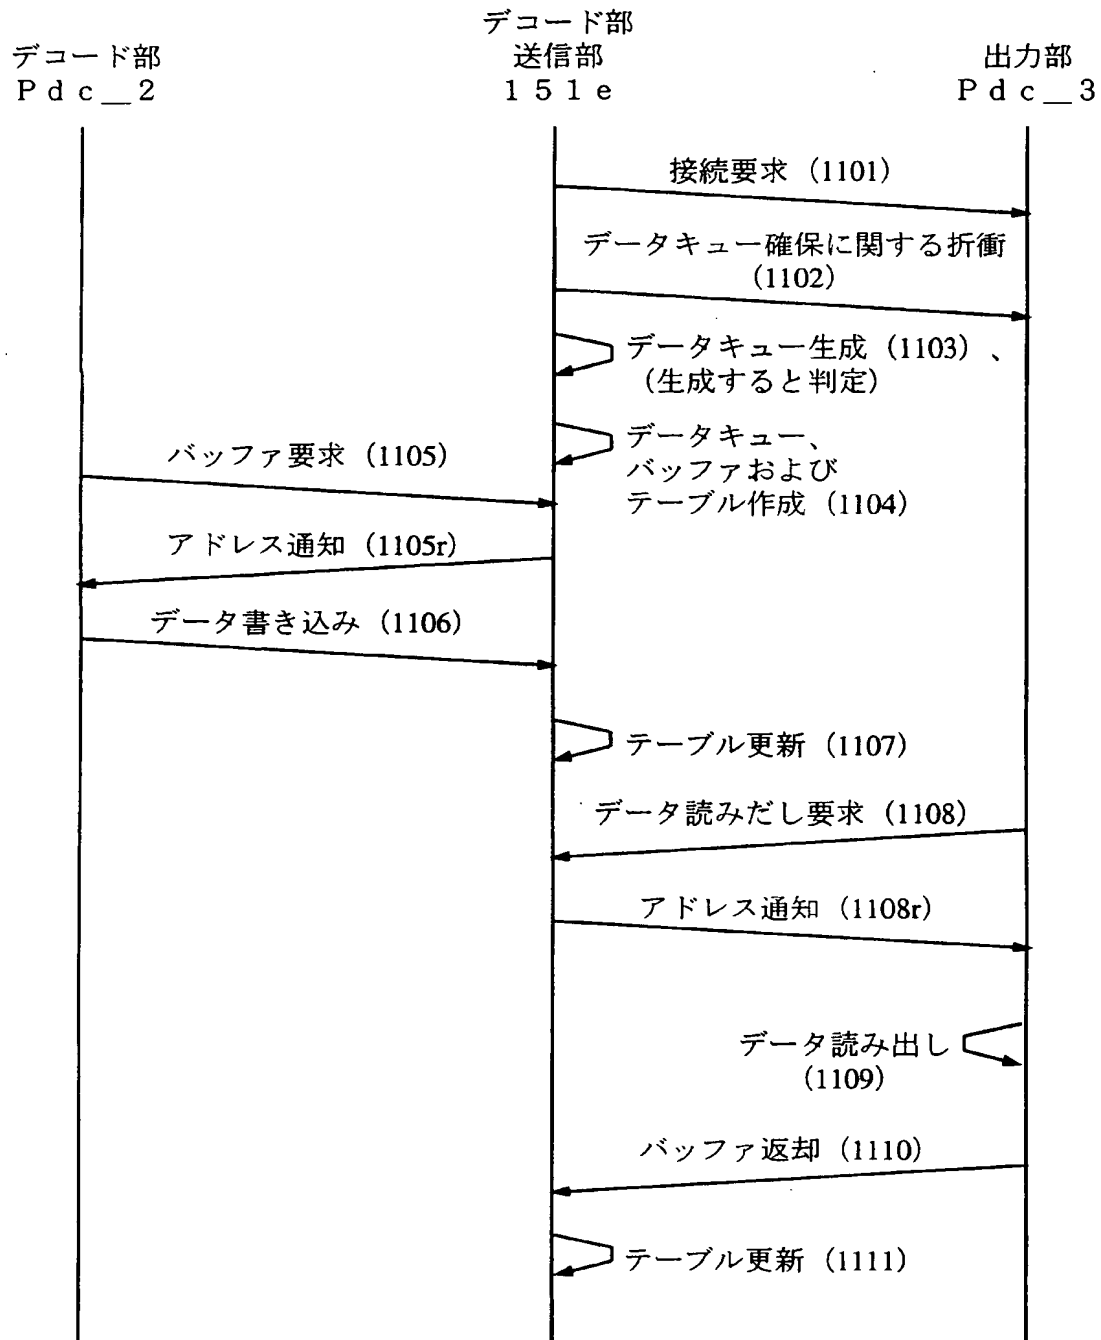 デコード部
Ｐｄｃ＿２
デコード部
送信部
１５１ｅ
出力部
Ｐｄｃ＿３
接続要求（1101）
データキュー確保に関する折衝
（1102）
データキュー生成（1103）、
（生成すると判定）
データキュー、
バッファおよび
テーブル作成（1104）
バッファ要求（1105）
アドレス通知（1105r）
データ書き込み（1106）
テーブル更新（1107）
データ読みだし要求（1108）
アドレス通知（1108r）
データ読み出し
（1109）
バッファ返却（1110）
テーブル更新（1111）